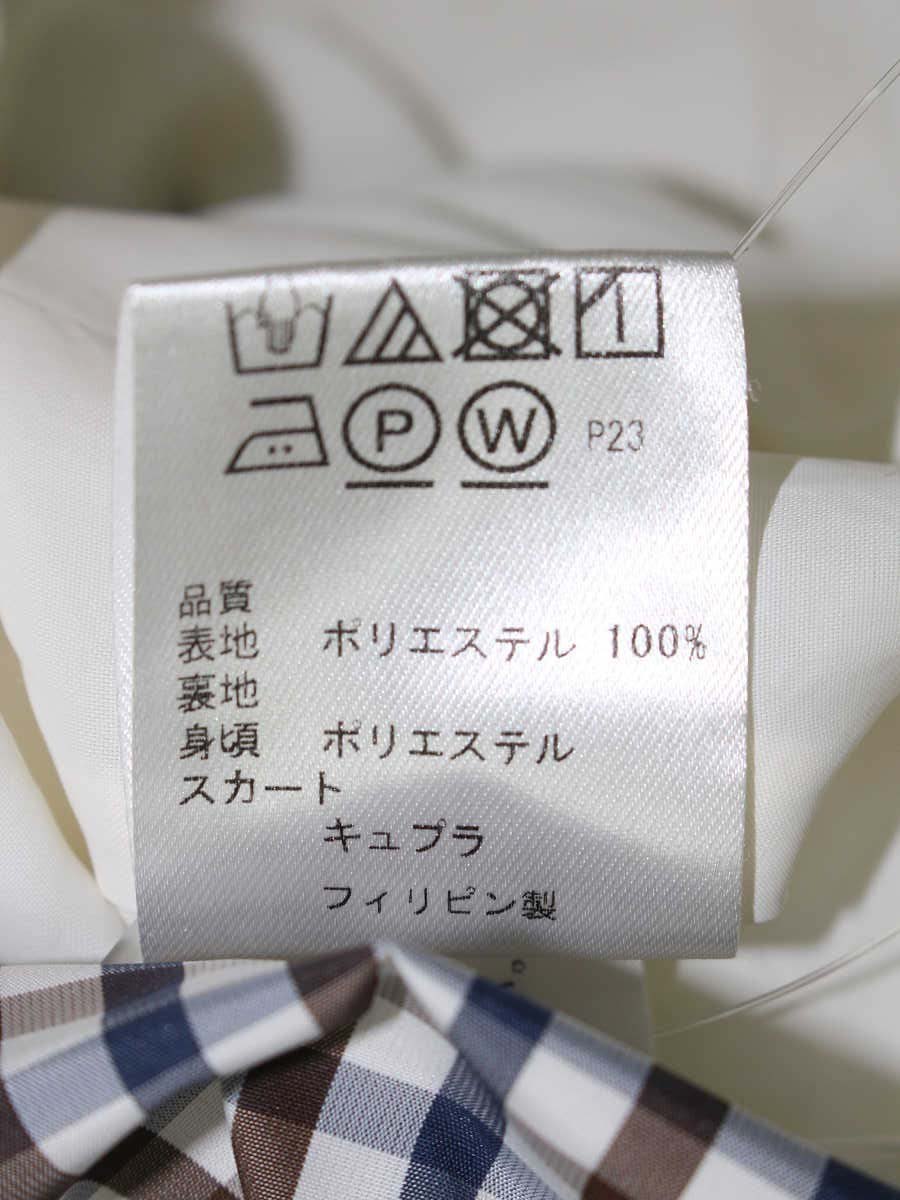 P W P23
品質
表地 ポリエステル 100%
裏地
身頃 ポリエステル
スカート
キュプラ
フィリピン製